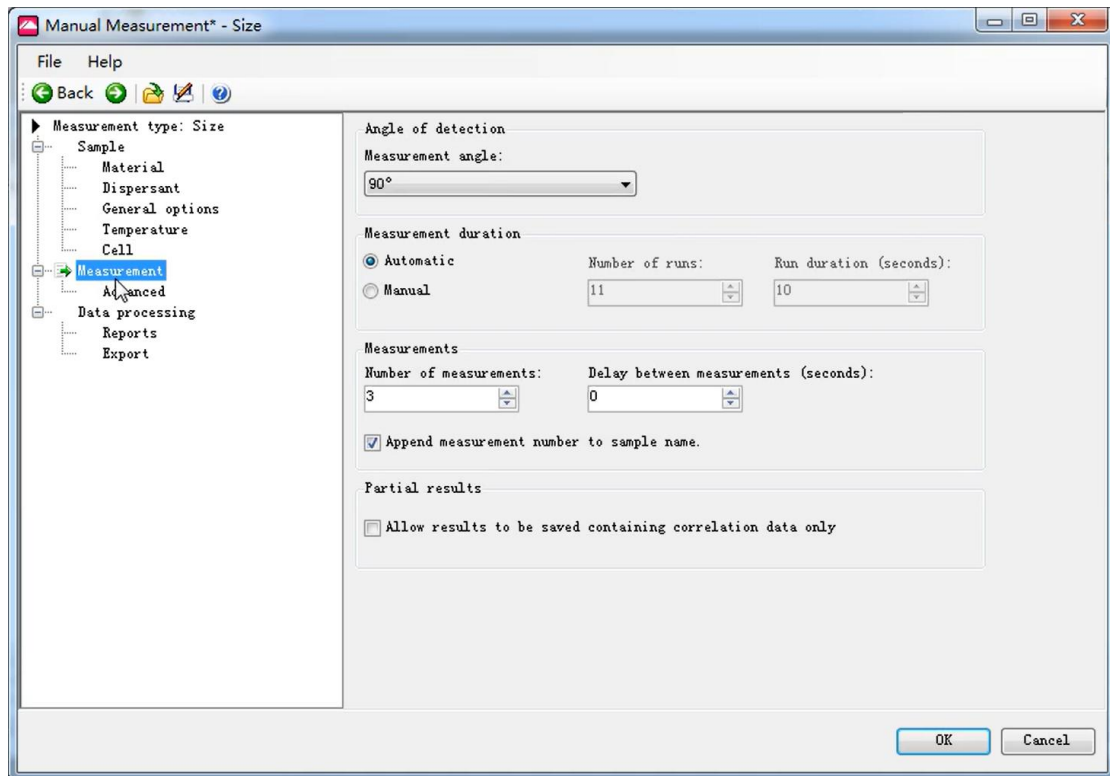 Manual Measurement* - Size
File Help
Back
Measurement type: Size
Sample
Material
Dispersant
General options
Temperature
Cell
Measurement
Advanced
Data processing
Reports
Export
Angle of detection
Measurement angle:
90°
Measurement duration
Automatic
Manual
Number of runs:
Run duration (seconds):
11
10
Measurements
Number of measurements:
Delay between measurements (seconds):
3
0
Append measurement number to sample name.
Partial results
Allow results to be saved containing correlation data only
OK
Cancel